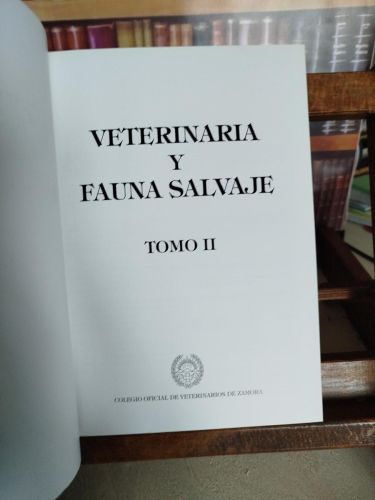 VETERINARIA
Y
FAUNA SALVAJE
TOMO II
COLEGIO OFICIAL DE VETERINARIOS DE ZAMORA